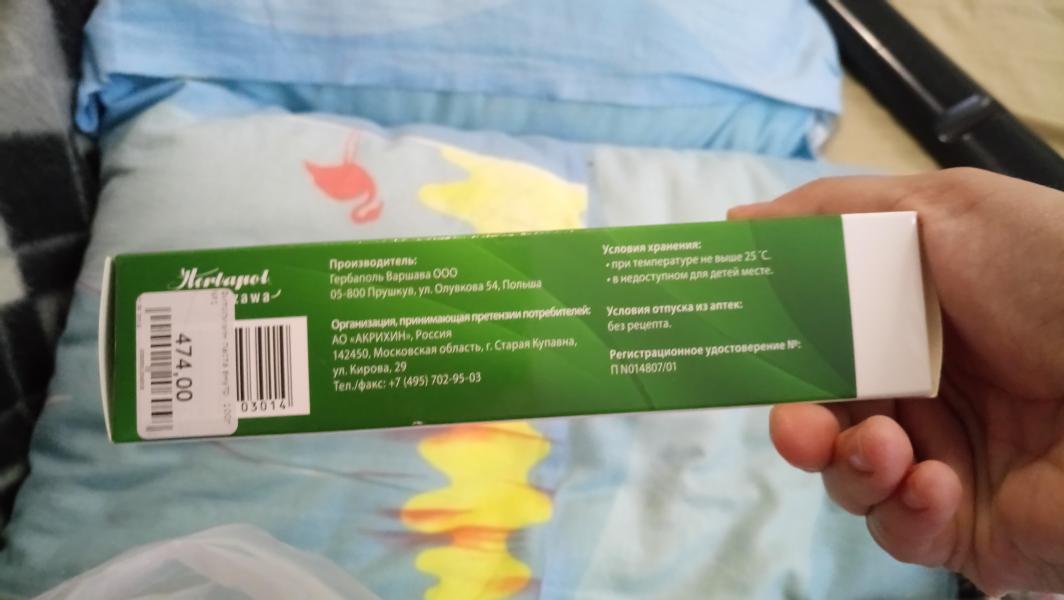 Herbapol
zawa
474,00
03014
Производитель:
Гербаполь Варшава ООО
05-800 Прушкув, ул. Олувкова 54, Польша
Организация, принимающая претензии потребителей:
АО «АКРИХИН», Россия
142450, Московская область, г. Старая Купавна,
ул. Кирова, 29
Тел./факс: +7 (495) 702-95-03
Условия хранения:
• при температуре не выше 25 ˚С.
• в недоступном для детей месте.
Условия отпуска из аптек:
без рецепта.
Регистрационное удостоверение №:
П N014807/01